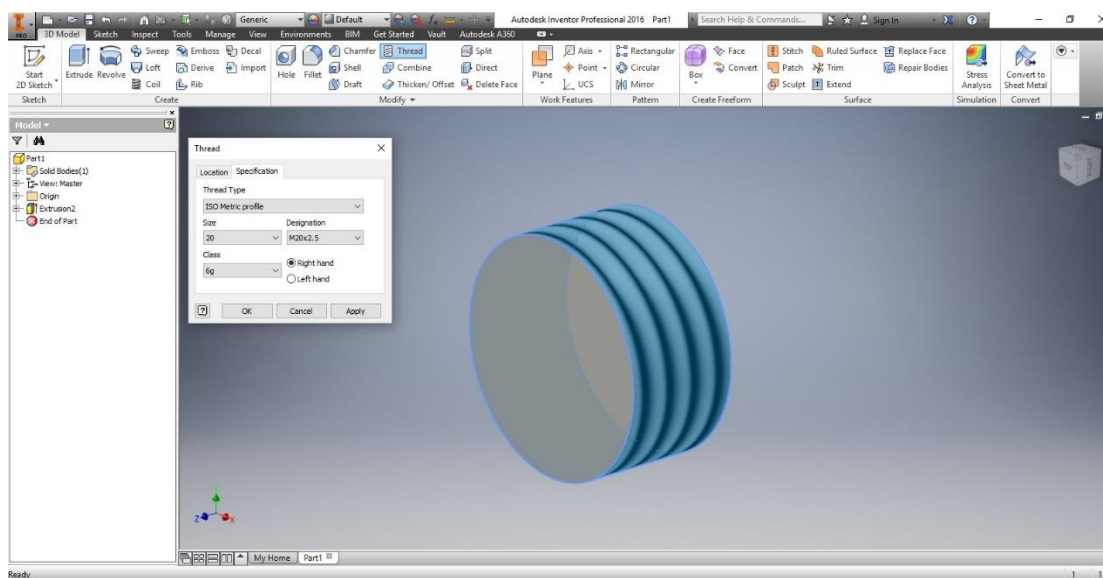 Generic
Default
Autodesk Inventor Professional 2016 Part1
Search Help & Commands...
Sign In
PRO
3D Model Sketch Inspect Tools Manage View Environments BIM Get Started Vault Autodesk A360
Start
2D Sketch
Extrude Revolve
Sweep Emboss Decal
Loft Derive Import
Coil Rib
Hole Fillet
Chamfer Thread Split
Shell Combine Direct
Draft Thicken/ Offset Delete Face
Plane
Axis
Point
UCS
Rectangular
Circular
Mirror
Box
Face
Convert
Stitch Ruled Surface Replace Face
Patch Trim Repair Bodies
Sculpt Extend
Stress
Analysis
Convert to
Sheet Metal
Sketch Create Modify Work Features Pattern Create Freeform Surface Simulation Convert
Model
Part1
Solid Bodies(1)
View: Master
Origin
Extrusion2
End of Part
Thread
Location Specification
Thread Type
ISO Metric profile
Size Designation
20 M20x2.5
Class
6g
Right hand
Left hand
OK Cancel Apply
z x
My Home Part1
Ready 1 1